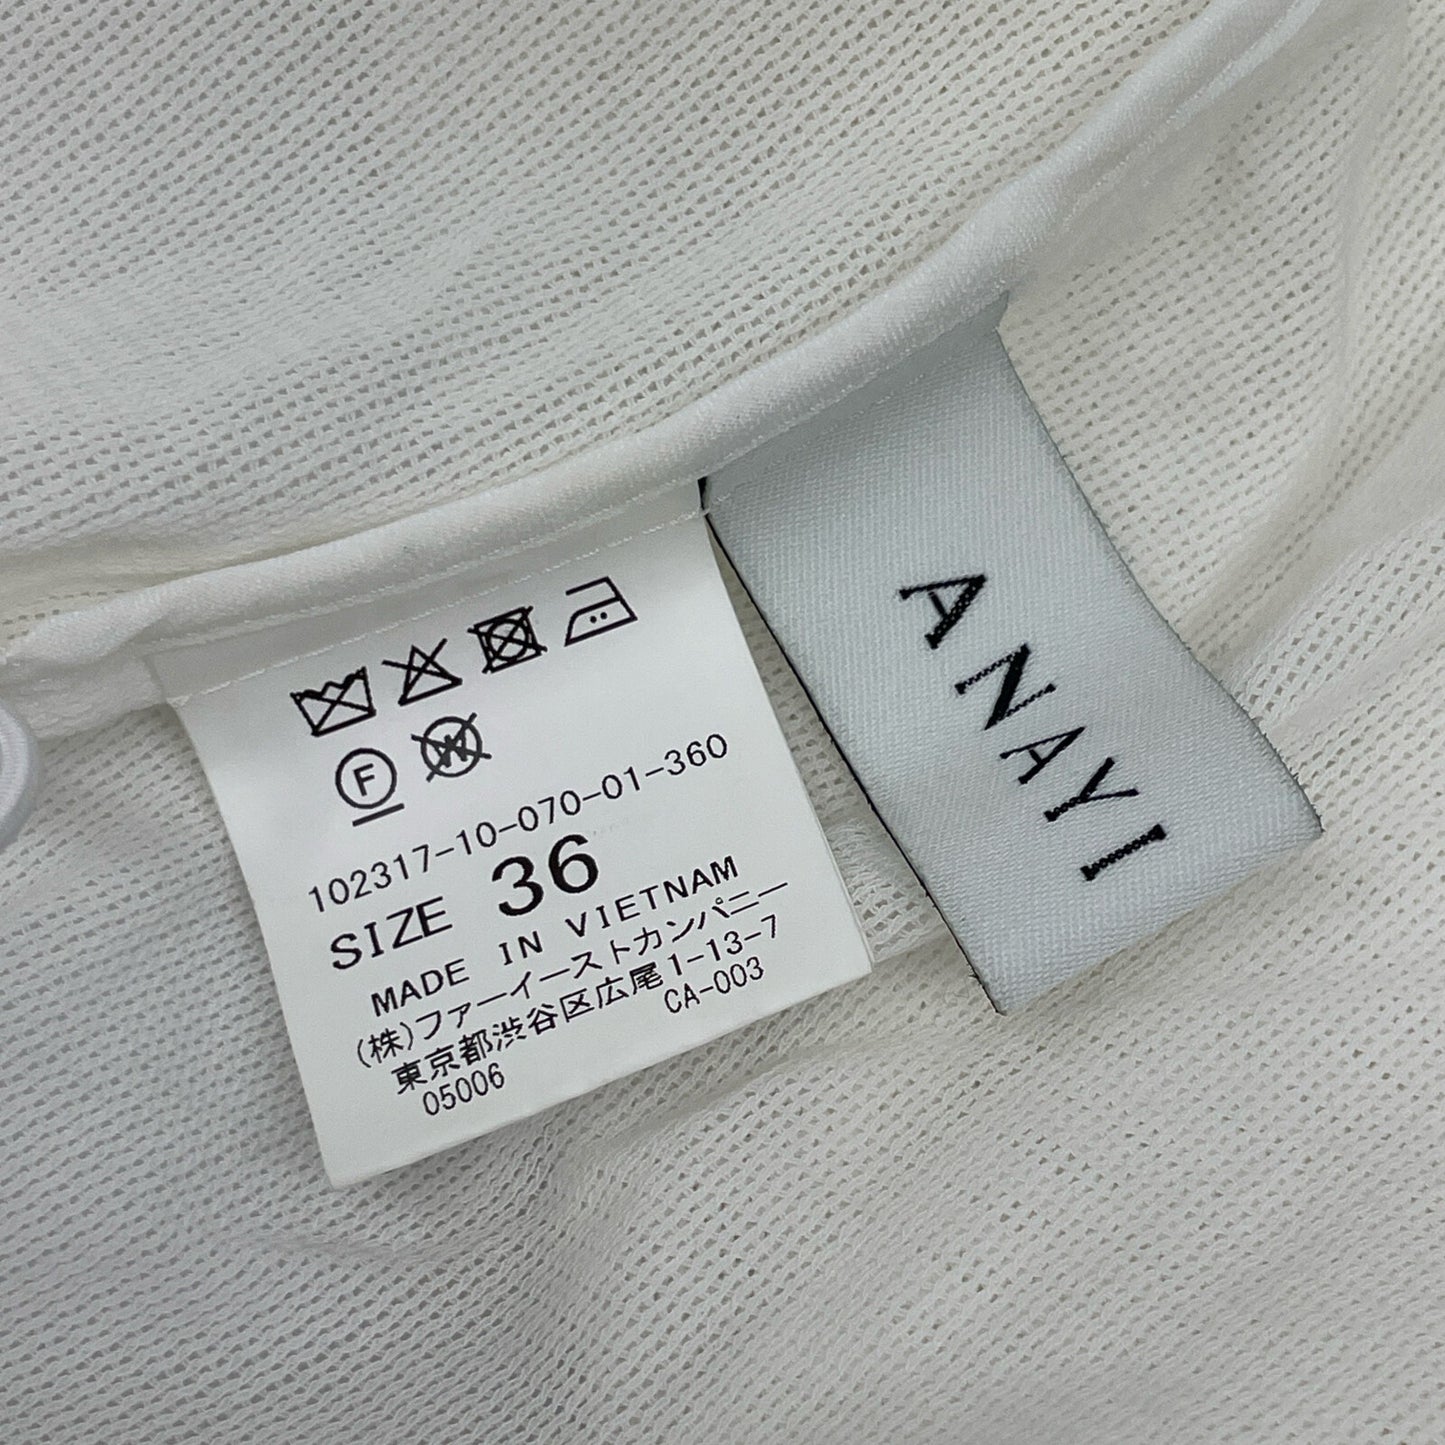 F W
102317-10-070-01-360
SIZE 36
MADE IN VIETNAM
(株)ファーイーストカンパニー
東京都渋谷区広尾1-13-7
05006 CA-003
ANAYI